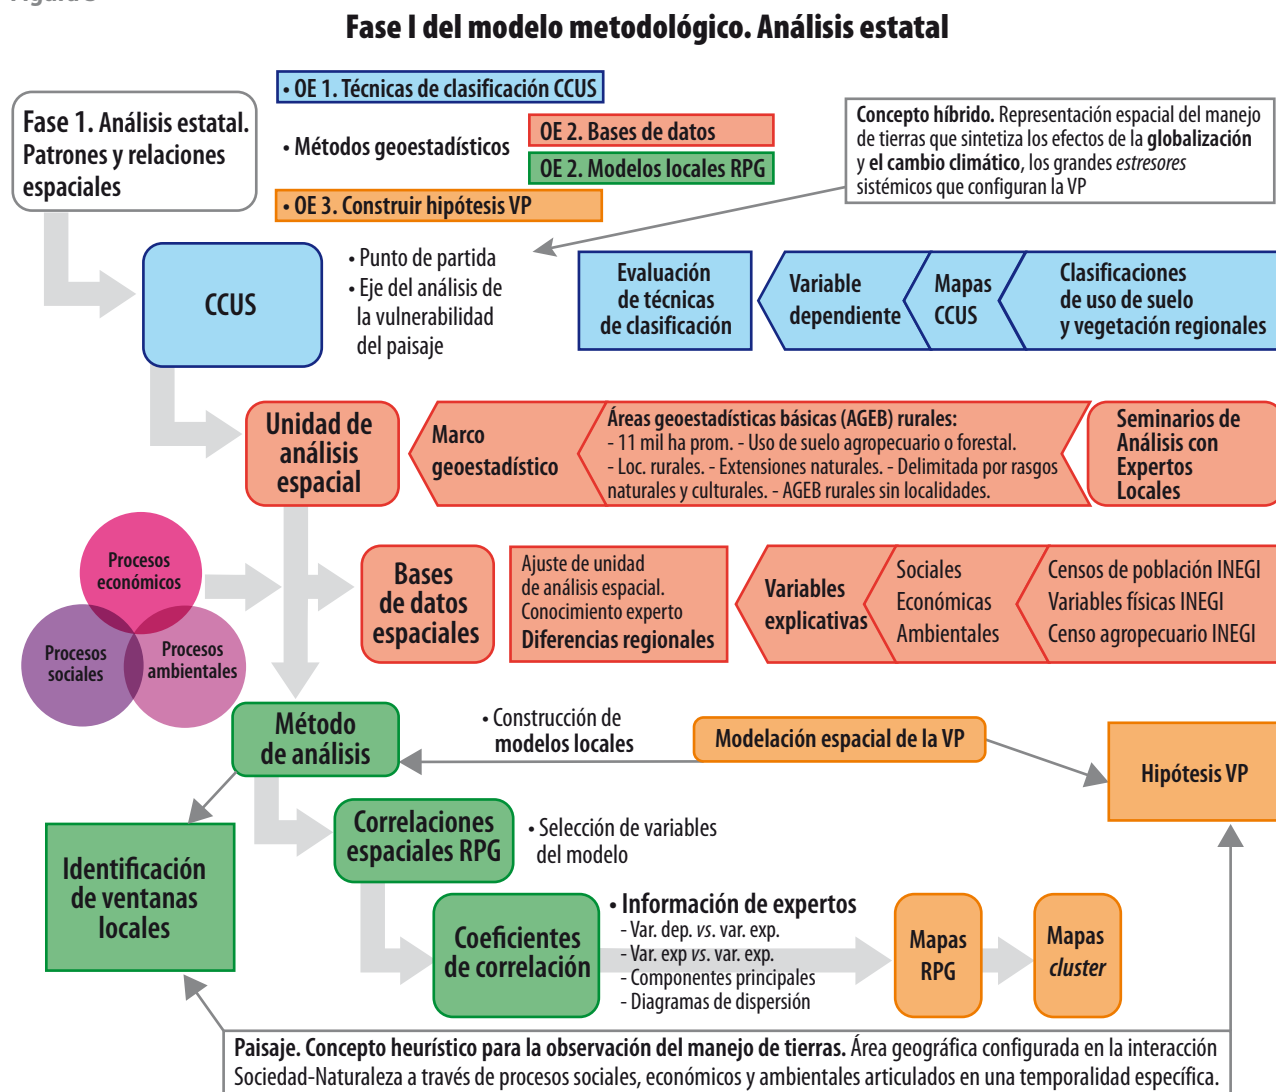 Fase I del modelo metodológico. Análisis estatal
Fase 1. Análisis estatal.
Patrones y relaciones
espaciales
• OE 1. Técnicas de clasificación CCUS
• Métodos geoestadísticos
OE 2. Bases de datos
OE 2. Modelos locales RPG
• OE 3. Construir hipótesis VP
Concepto híbrido. Representación espacial del manejo
de tierras que sintetiza los efectos de la globalización
y el cambio climático, los grandes estresores
sistémicos que configuran la VP
CCUS
• Punto de partida
• Eje del análisis de
la vulnerabilidad
del paisaje
Evaluación
de técnicas
de clasificación
Variable
dependiente
Mapas
CCUS
Clasificaciones
de uso de suelo
y vegetación regionales
Unidad de
análisis
espacial
Marco
geoestadístico
Áreas geoestadísticas básicas (AGEB) rurales:
- 11 mil ha prom. - Uso de suelo agropecuario o forestal.
- Loc. rurales. - Extensiones naturales. - Delimitada por rasgos
naturales y culturales. - AGEB rurales sin localidades.
Seminarios de
Análisis con
Expertos
Locales
Procesos
económicos
Procesos
sociales
Procesos
ambientales
Bases
de datos
espaciales
Ajuste de unidad
de análisis espacial.
Conocimiento experto
Diferencias regionales
Variables
explicativas
Sociales
Económicas
Ambientales
Censos de población INEGI
Variables físicas INEGI
Censo agropecuario INEGI
Método
de análisis
• Construcción de
modelos locales
Modelación espacial de la VP
Hipótesis VP
Identificación
de ventanas
locales
Correlaciones
espaciales RPG
• Selección de variables
del modelo
Coeficientes
de correlación
• Información de expertos
- Var. dep. vs. var. exp.
- Var. exp vs. var. exp.
- Componentes principales
- Diagramas de dispersión
Mapas
RPG
Mapas
cluster
Paisaje. Concepto heurístico para la observación del manejo de tierras. Área geográfica configurada en la interacción
Sociedad-Naturaleza a través de procesos sociales, económicos y ambientales articulados en una temporalidad específica.